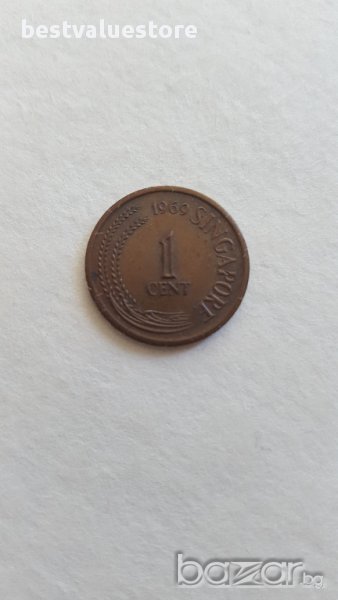 bestvaluestore
1969 SINGAPORE
1
CENT
bazar.bg